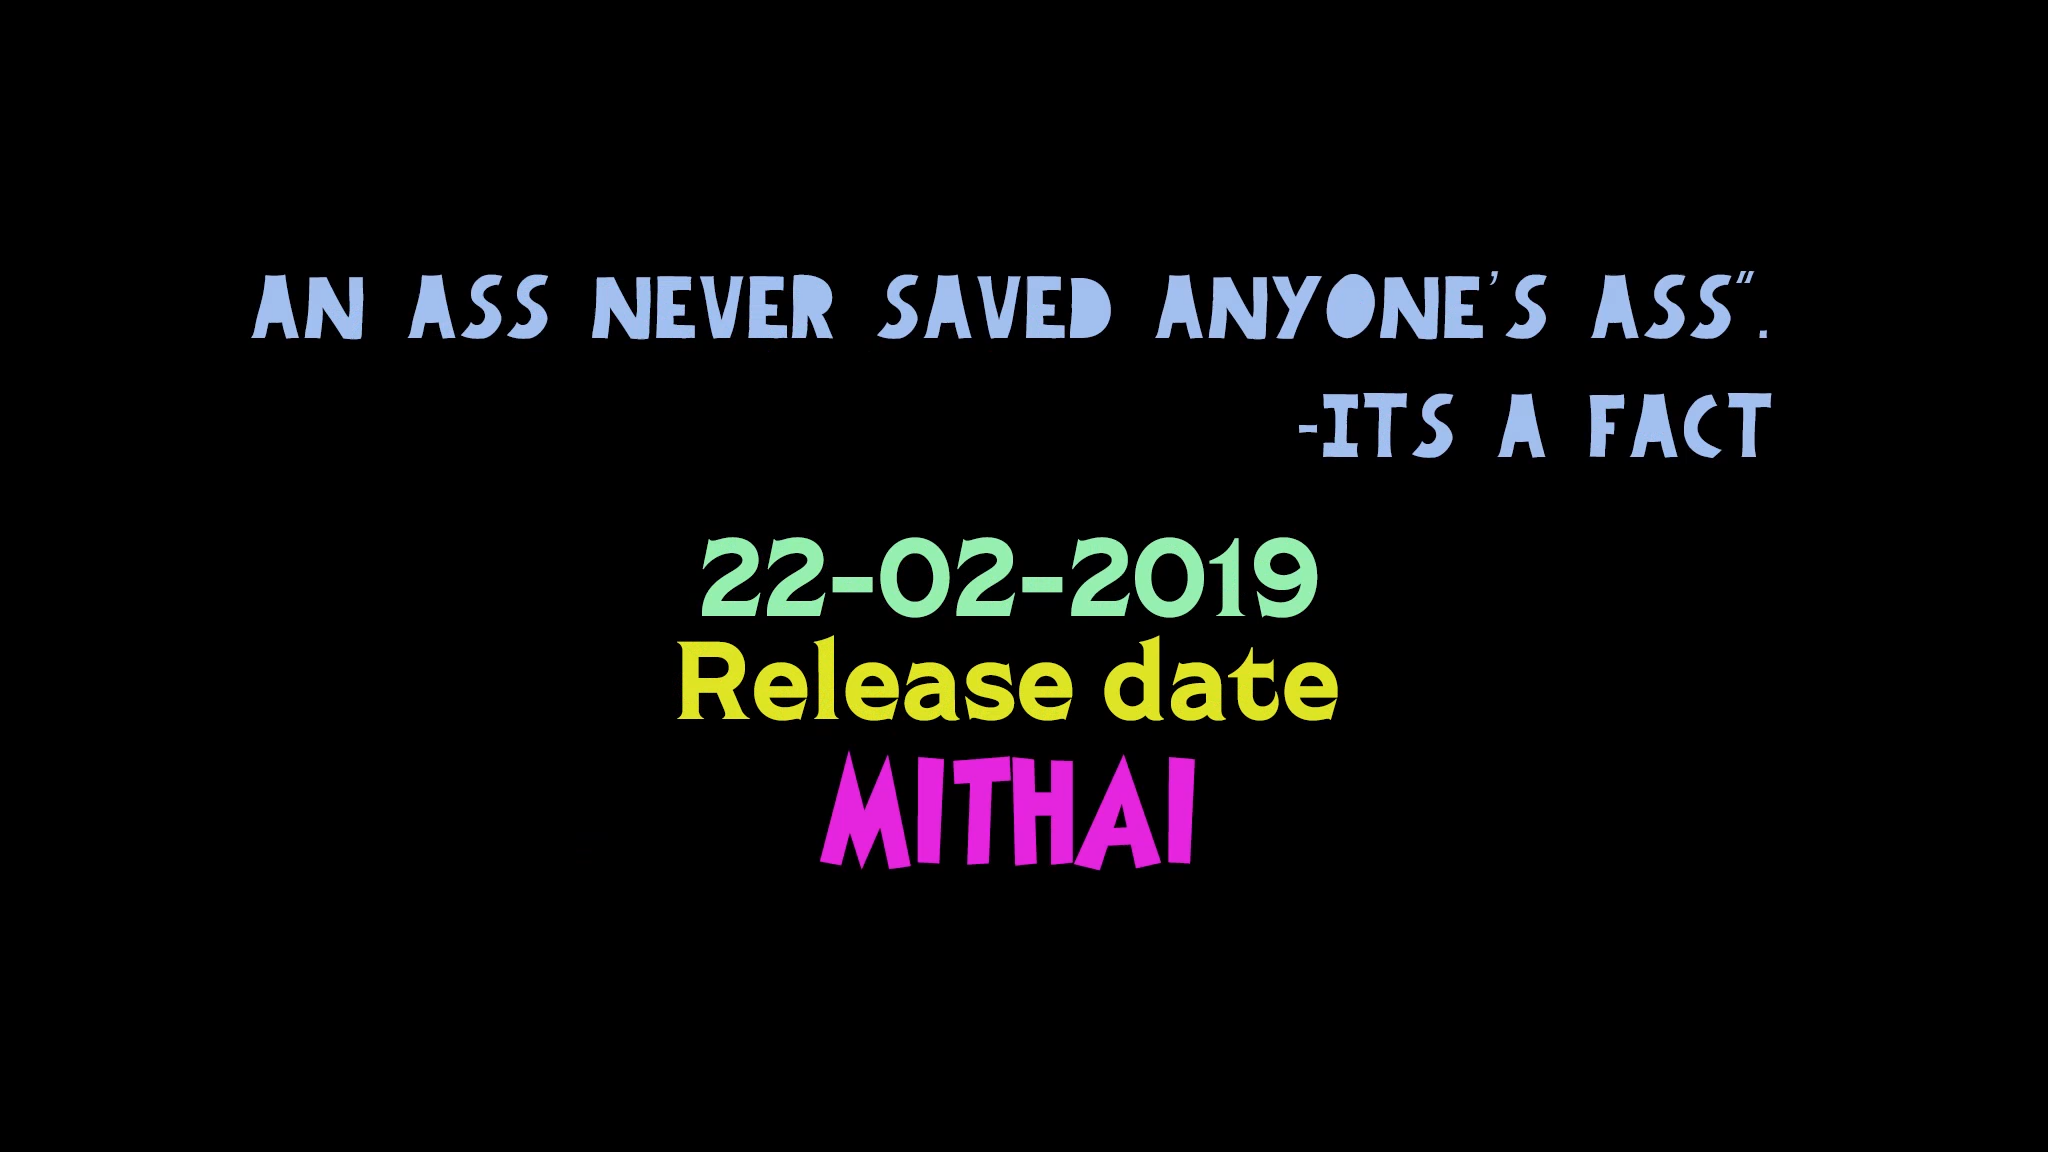 AN ASS NEVER SAVED ANYONE'S ASS".
-ITS A FACT
22-02-2019
Release date
MITHAI